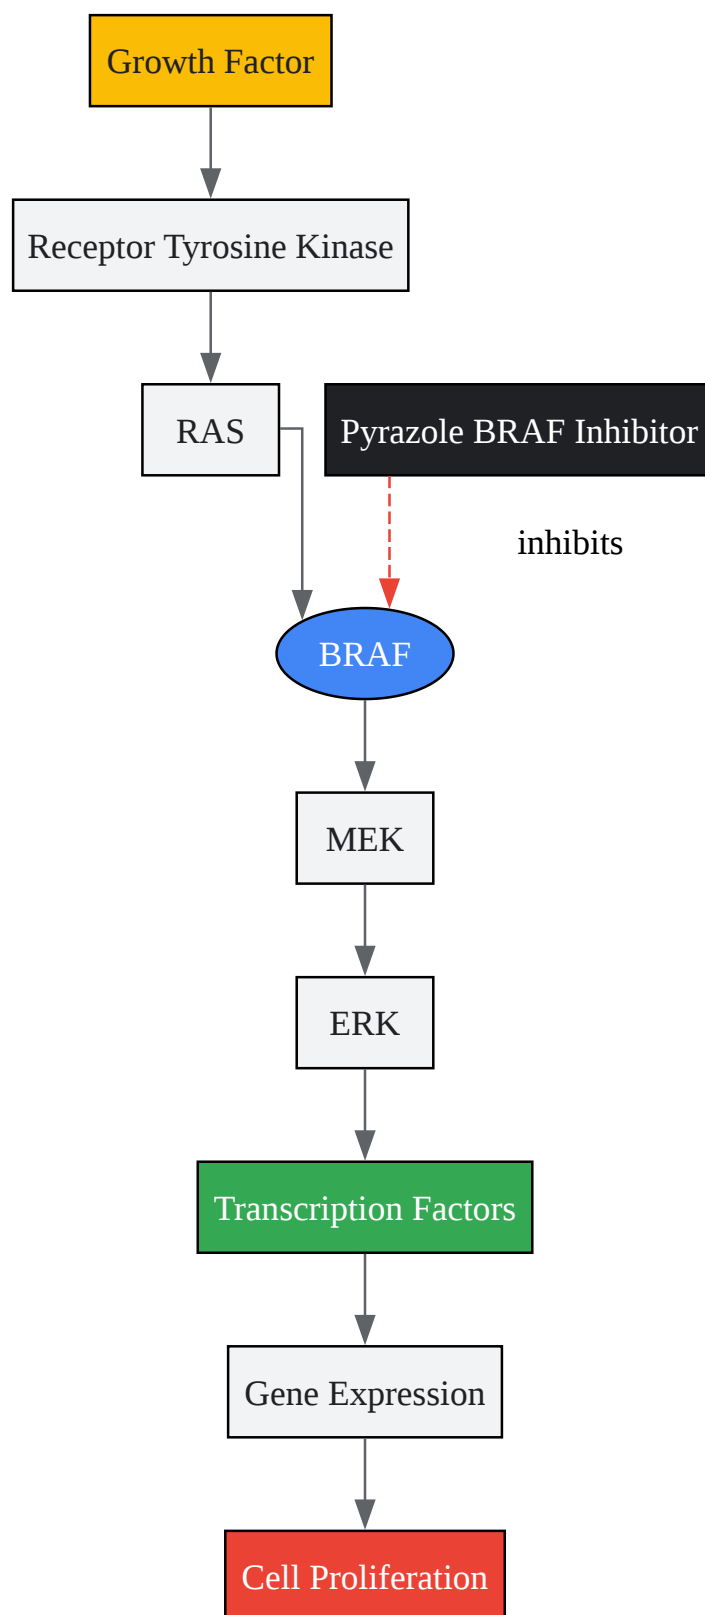 Growth Factor
Receptor Tyrosine Kinase
RAS
Pyrazole BRAF Inhibitor
inhibits
BRAF
MEK
ERK
Transcription Factors
Gene Expression
Cell Proliferation